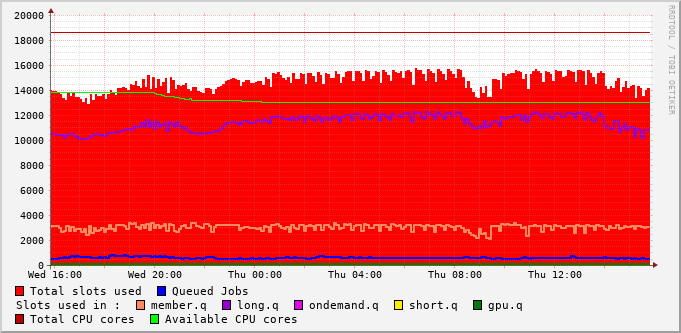 20000
18000
16000
14000
12000
10000
8000
6000
4000
2000
0
Wed 16:00 Wed 20:00 Thu 00:00 Thu 04:00 Thu 08:00 Thu 12:00
RRDTOOL / TOBI OETIKER
Total slots used Queued Jobs
Slots used in : member.q long.q ondemand.q short.q gpu.q
Total CPU cores Available CPU cores